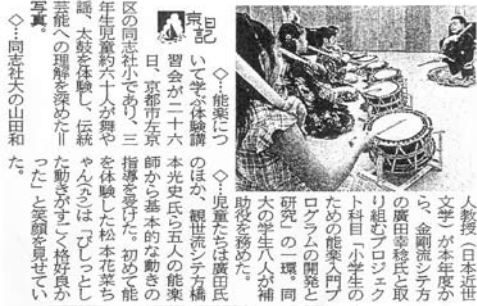 京日記
◇…能楽につ
いて学ぶ体験講
習会が二十六
日、京都市左京
区の同志社小であり、三
年生児童約六十人が舞や
謡、太鼓を体験し、伝統
芸能への理解を深めた＝
写真。
◇…同志社大の山田和
人教授（日本近世
文学）が本年度か
ら、金剛流シテ方
の廣田幸稔氏と取
り組むプロジェク
ト科目「小学生の
ための能楽入門プ
ログラムの開発と
研究」の一環。同
大の学生八人が補
助役を務めた。
◇…児童たちは廣田氏
のほか、観世流シテ方橋
本光史氏ら五人の能楽
師から基本的な動きの
指導を受けた。初めて能
を体験した松本花菜ち
ゃん（九つ）は「びしっとし
た動きがすごく格好良か
った」と笑顔を見せてい
た。